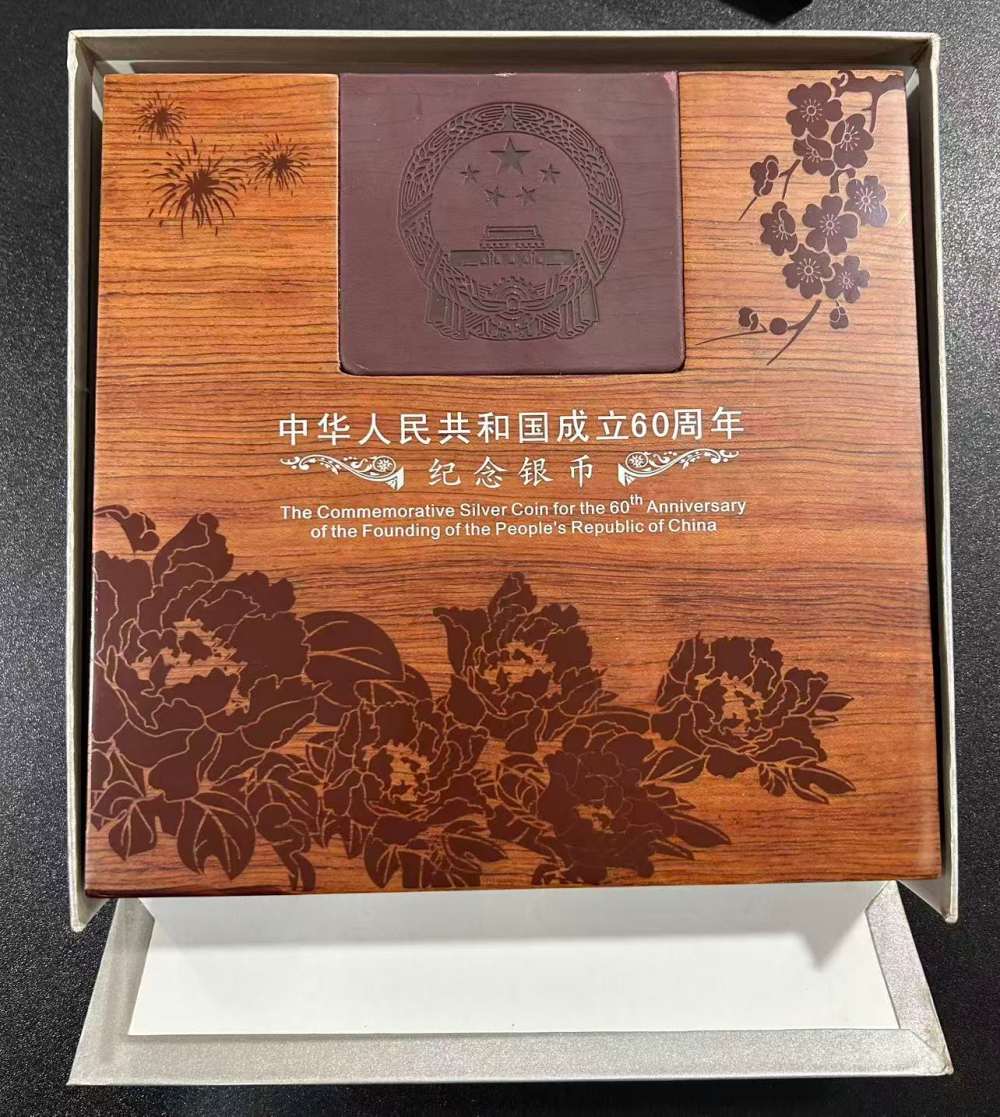 中华人民共和国成立60周年
纪念银币
The Commemorative Silver Coin for the 60th Anniversary
of the Founding of the People's Republic of China